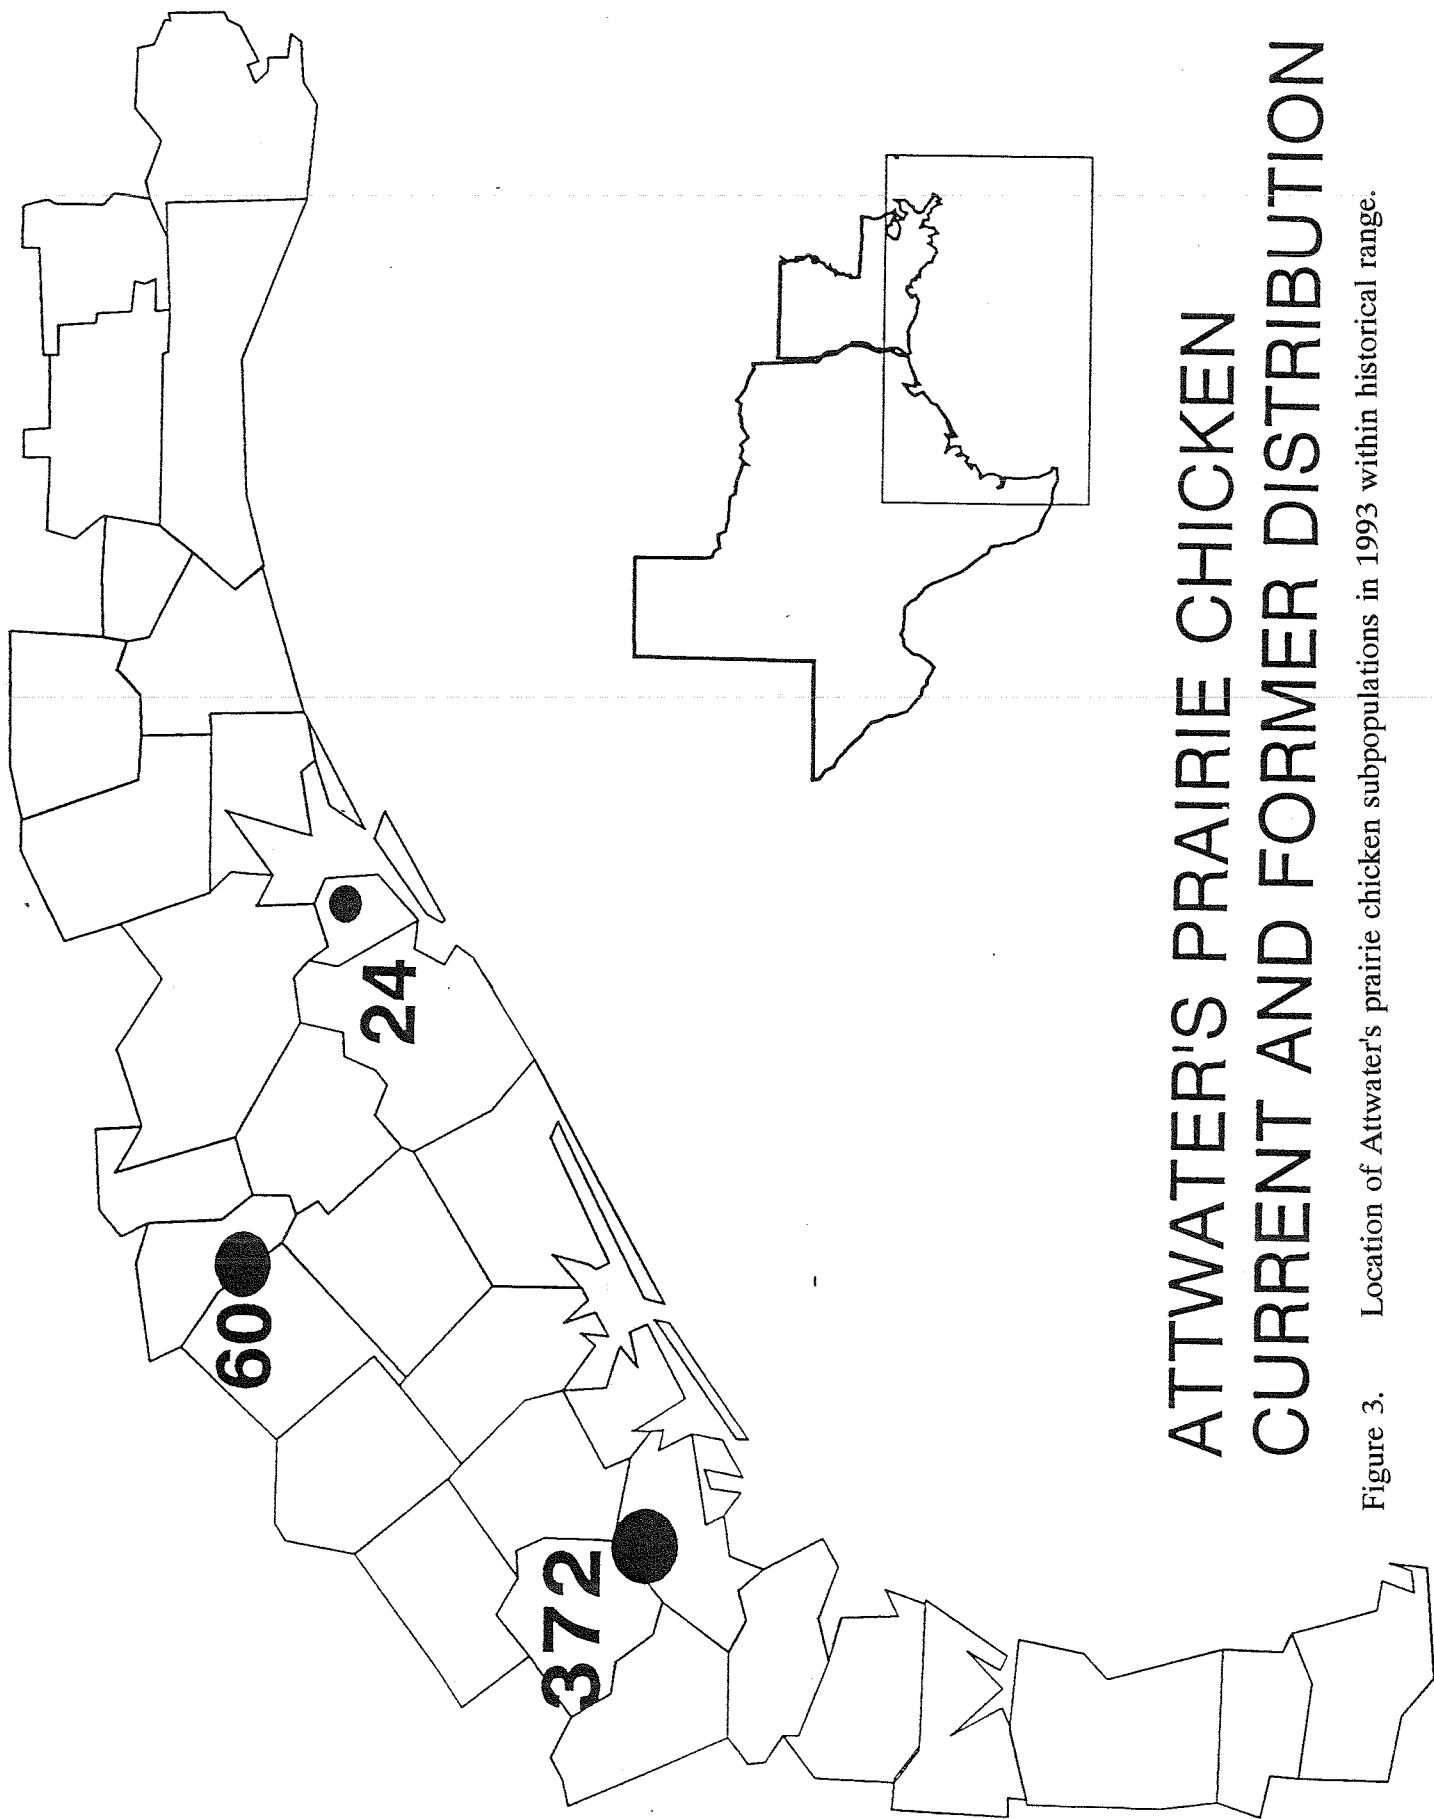 24
60
372
ATTWATER'S PRAIRIE CHICKEN
CURRENT AND FORMER DISTRIBUTION
Figure 3. Location of Attwater's prairie chicken subpopulations in 1993 within historical range.